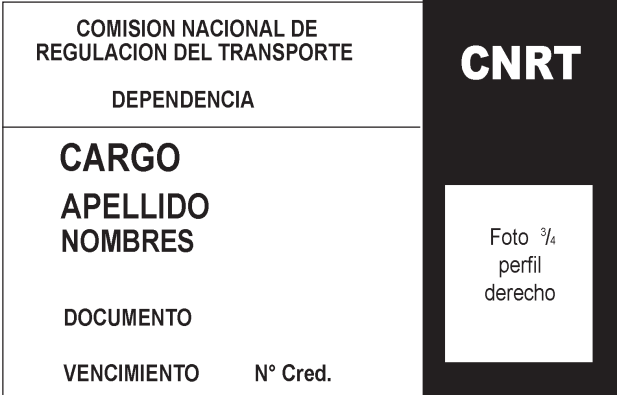 COMISION NACIONAL DE
REGULACION DEL TRANSPORTE
DEPENDENCIA
CARGO
APELLIDO
NOMBRES
DOCUMENTO
VENCIMIENTO N° Cred.
CNRT
Foto 3/4
perfil
derecho